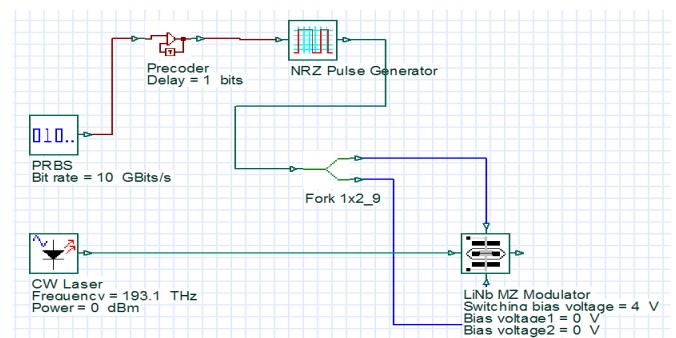 Precoder
Delay = 1 bits
NRZ Pulse Generator
010..
PRBS
Bit rate = 10 GBits/s
Fork 1x2_9
CW Laser
Frequency = 193.1 THz
Power = 0 dBm
LiNb MZ Modulator
Switching bias voltage = 4 V
Bias voltage1 = 0 V
Bias voltage2 = 0 V